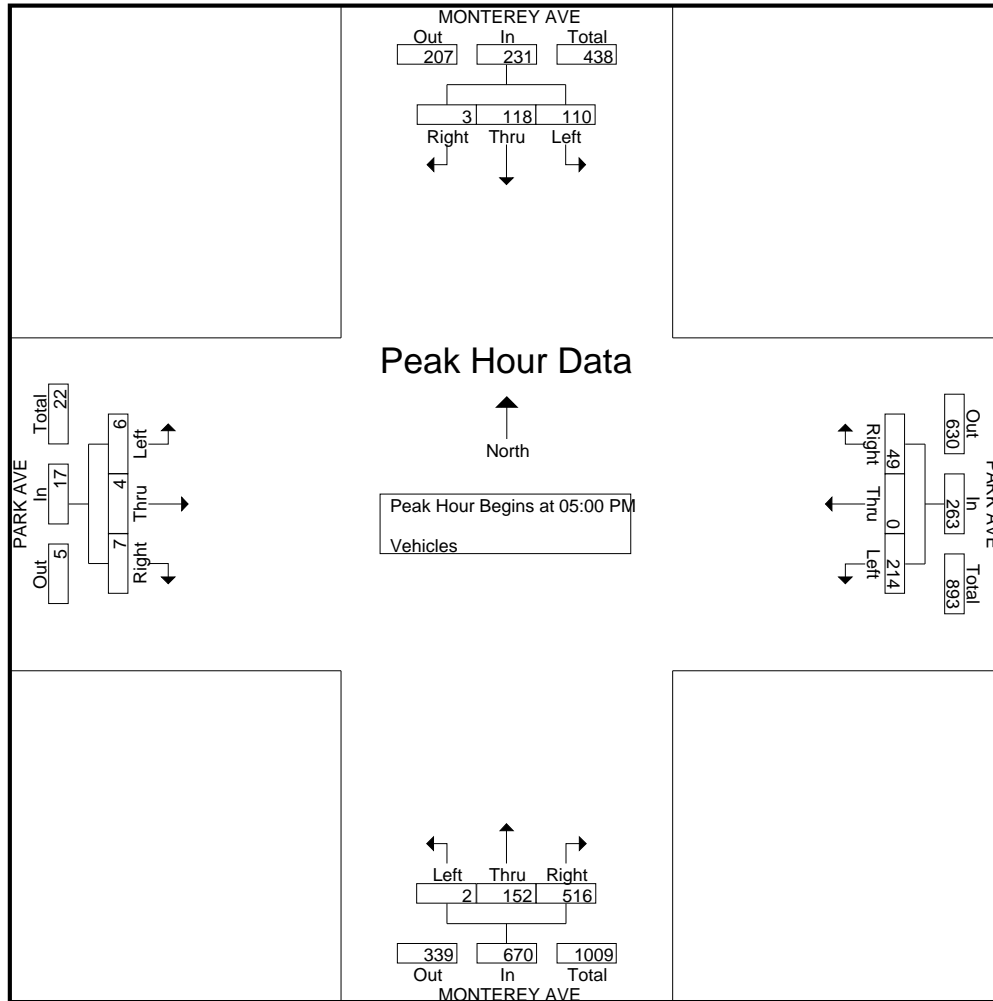 MONTEREY AVE
Out In Total
207 231 438
3 118 110
Right Thru Left
Peak Hour Data
North
Peak Hour Begins at 05:00 PM
Vehicles
PARK AVE
Out In Total
5 17 22
7 4 6
Right Thru Left
PARK AVE
Out In Total
630 263 893
49 0 214
Right Thru Left
Left Thru Right
2 152 516
339 670 1009
Out In Total
MONTEREY AVE